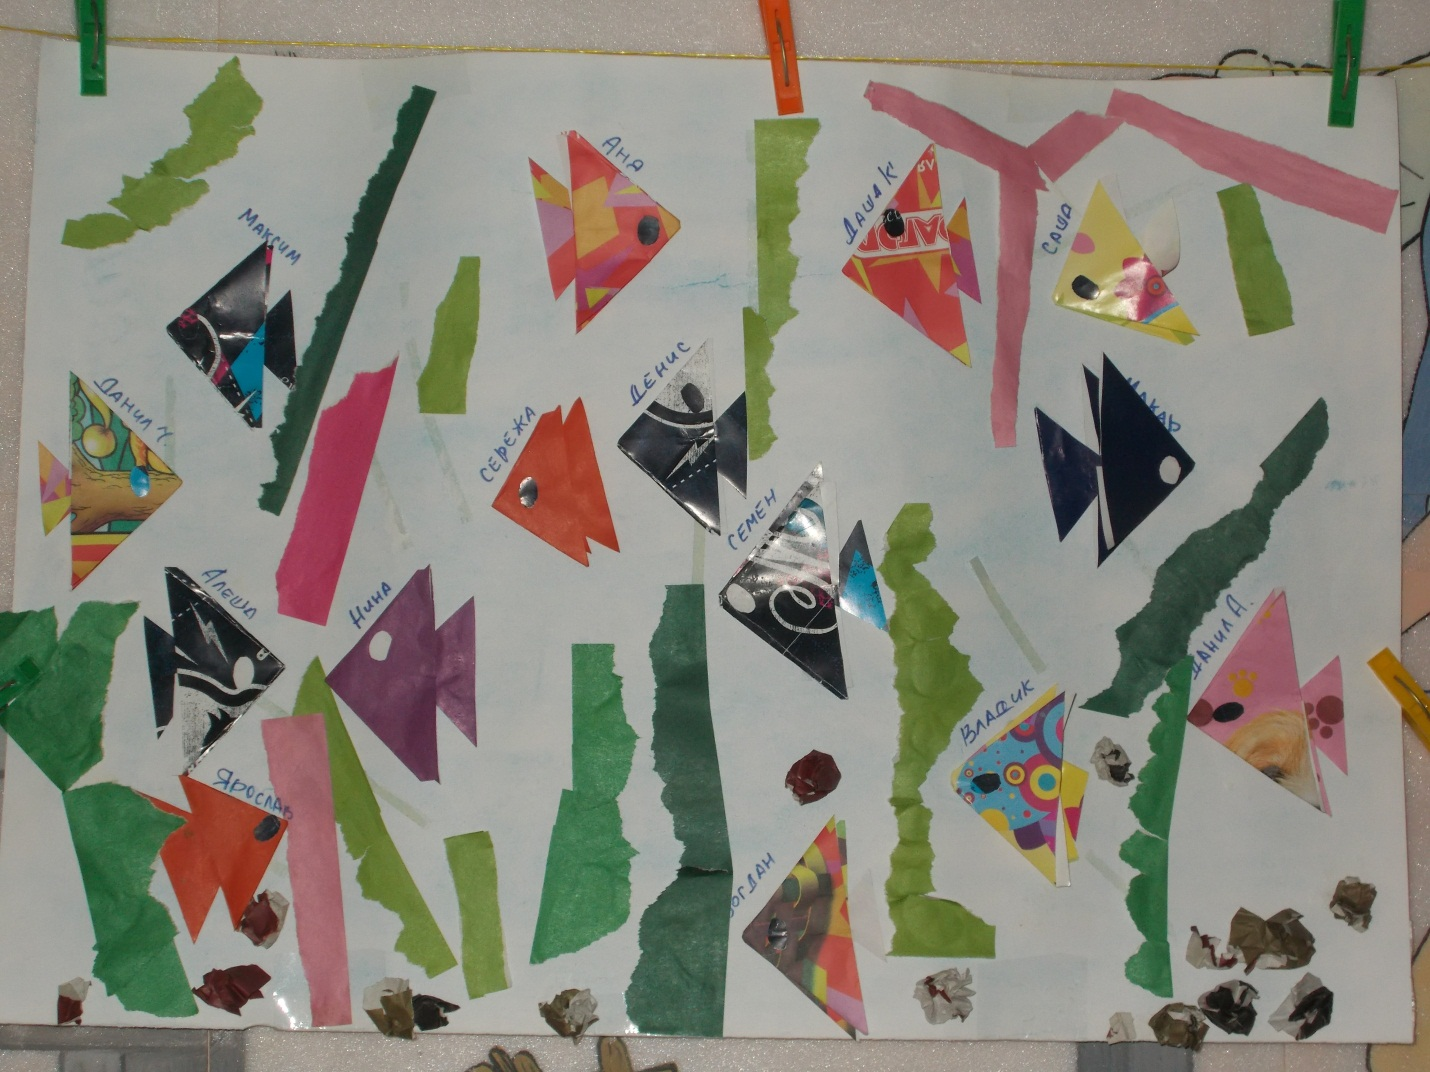 Аня
Даша К
Саша
Максим
Денис
Макар
Данил Ч.
Сережа
Семен
Алеша
Нина
Данил А.
Владик
Ярослав
Богдан